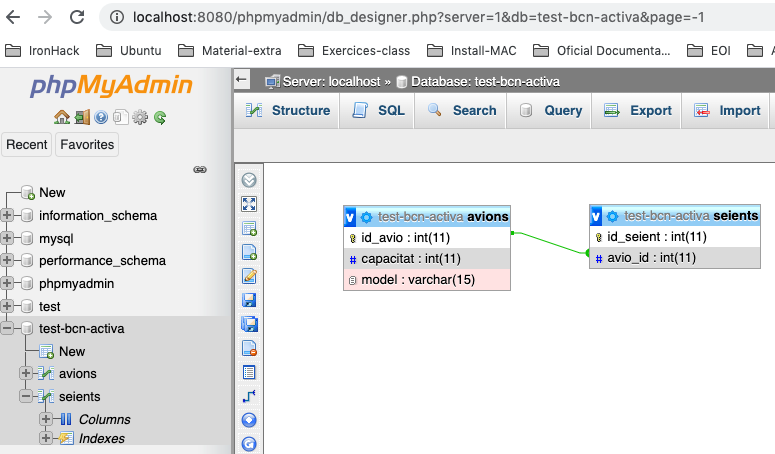 localhost:8080/phpmyadmin/db_designer.php?server=1&db=test-bcn-activa&page=-1
IronHack Ubuntu Material-extra Exercices-class Install-MAC Oficial Documenta... EOI
phpMyAdmin
Recent Favorites
New
information_schema
mysql
performance_schema
phpmyadmin
test
test-bcn-activa
New
avions
seients
Columns
Indexes
Server: localhost » Database: test-bcn-activa
Structure SQL Search Query Export Import
v test-bcn-activa avions
id_avio : int(11)
# capacitat : int(11)
model : varchar(15)
v test-bcn-activa seients
id_seient : int(11)
# avio_id : int(11)